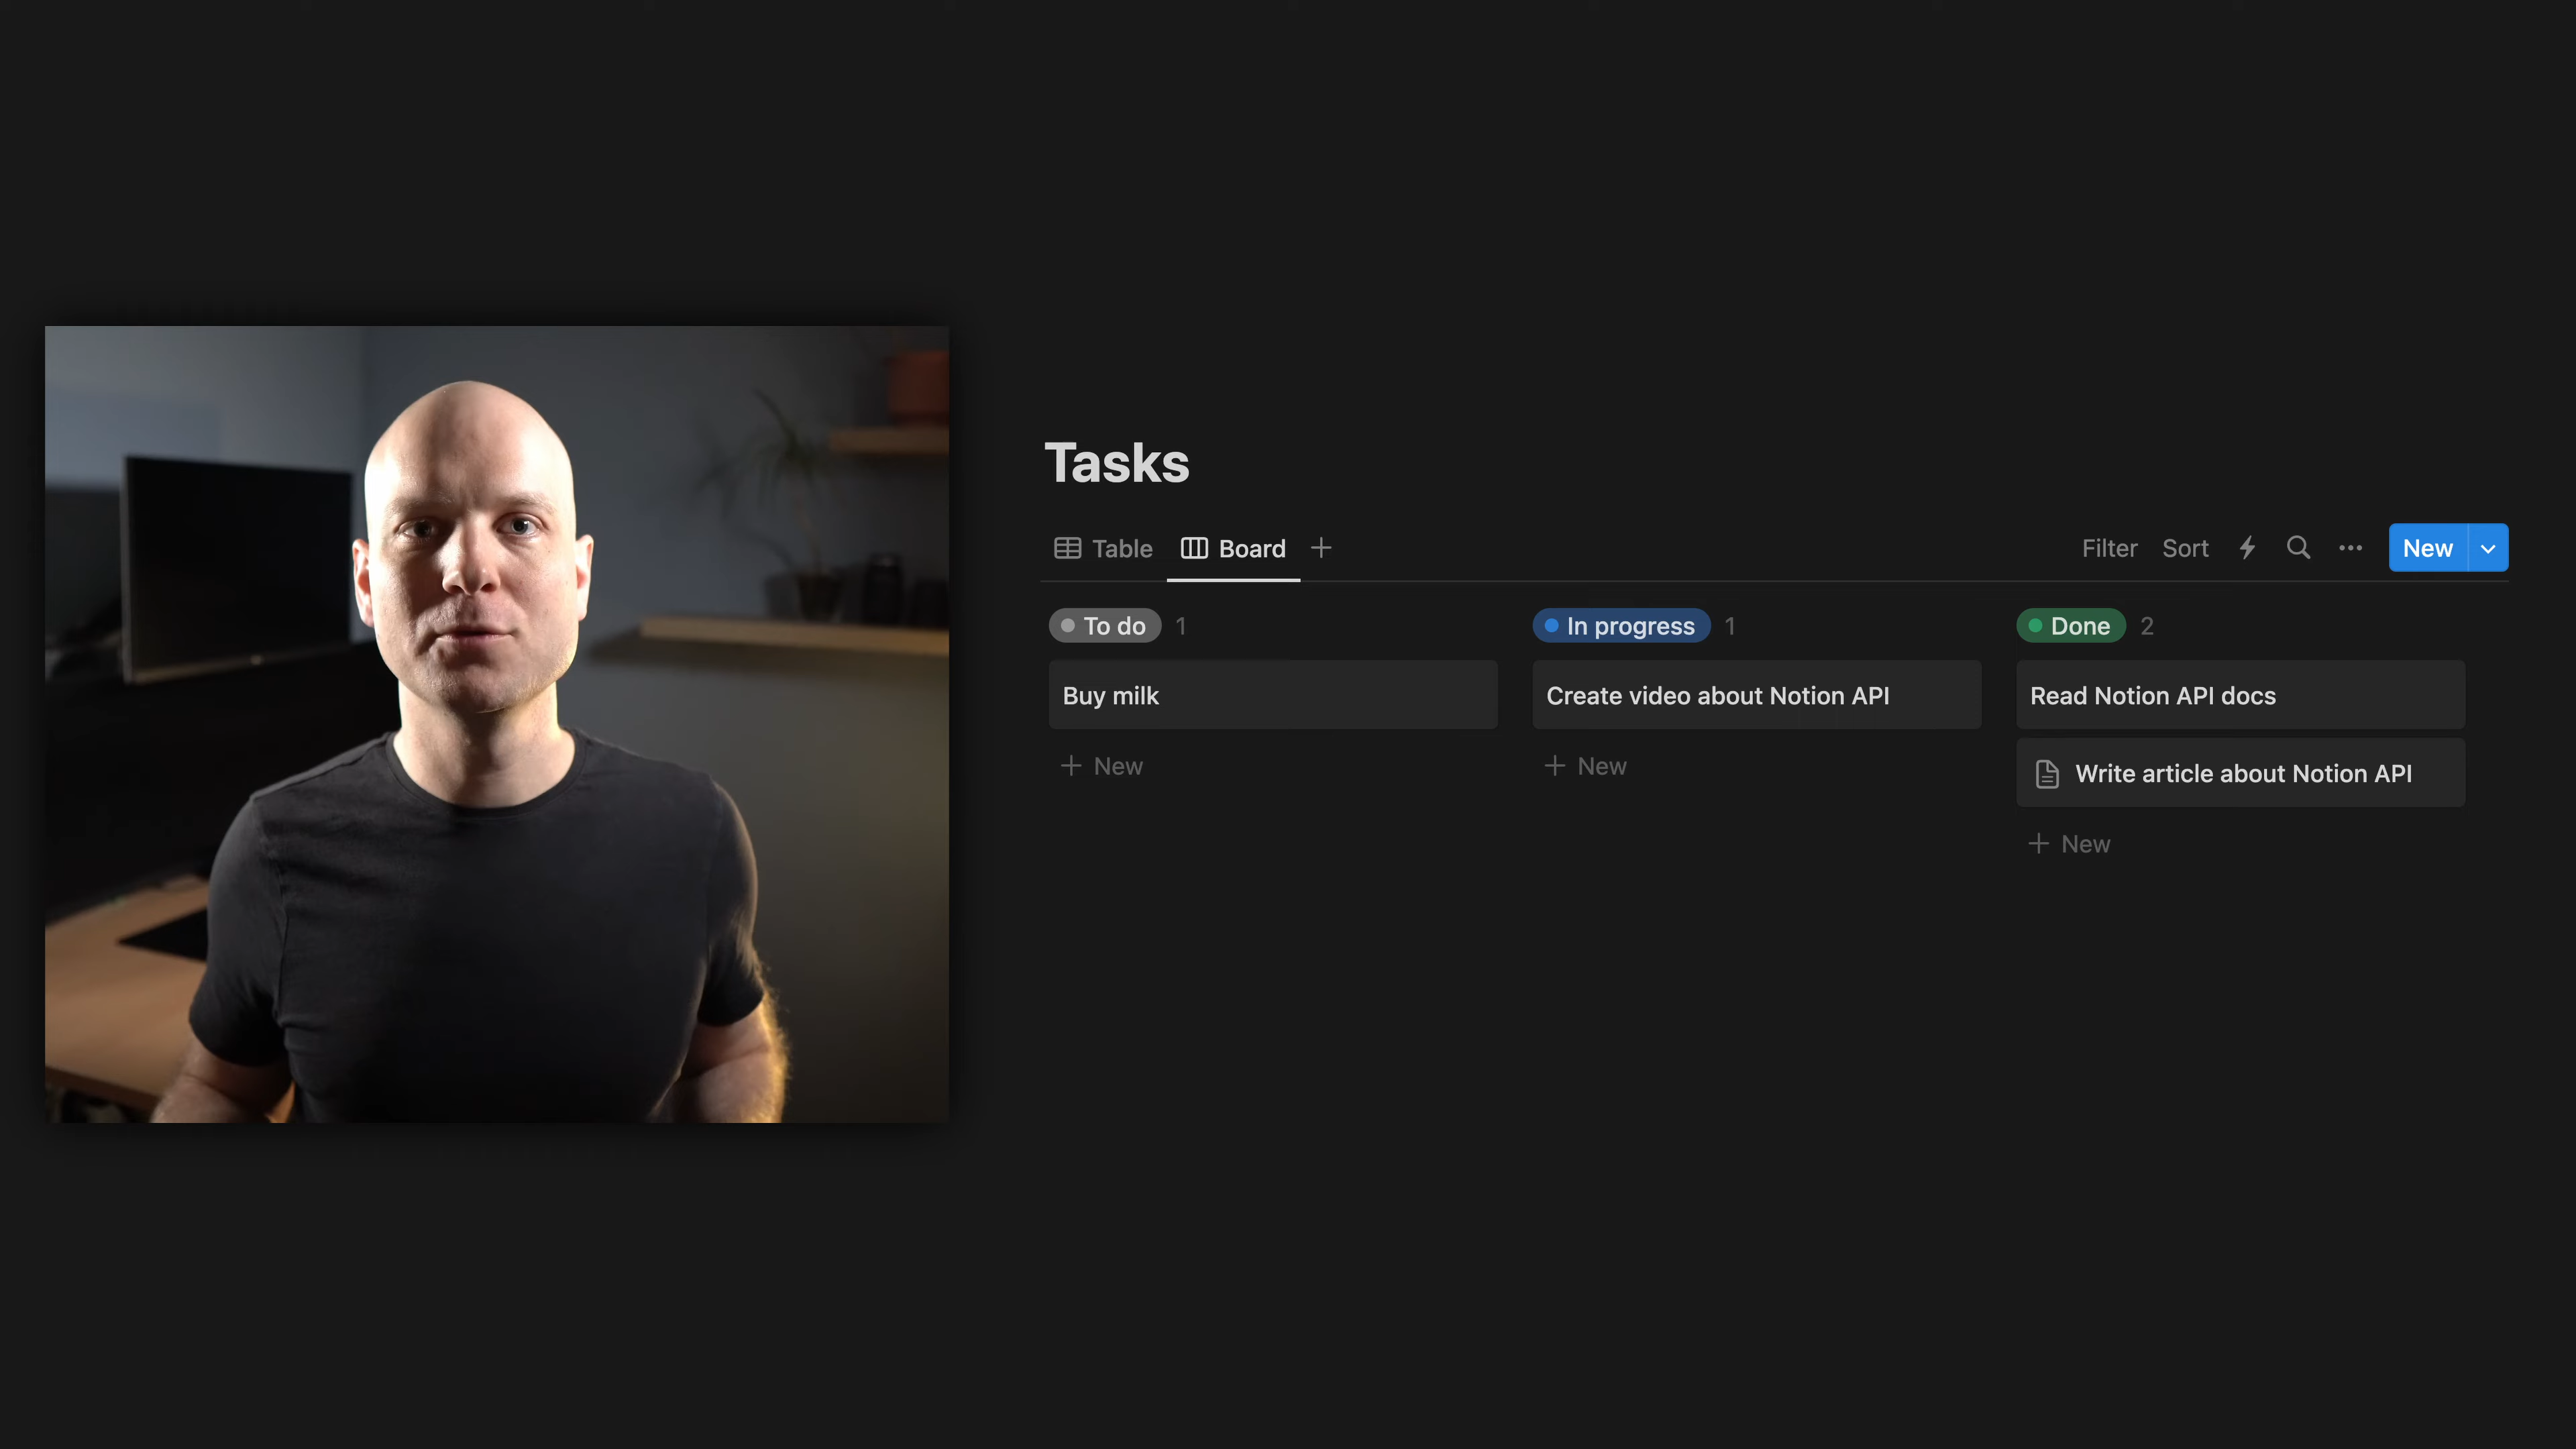 Tasks
Table Board
Filter Sort New
To do 1
Buy milk
New
In progress 1
Create video about Notion API
New
Done 2
Read Notion API docs
Write article about Notion API
New